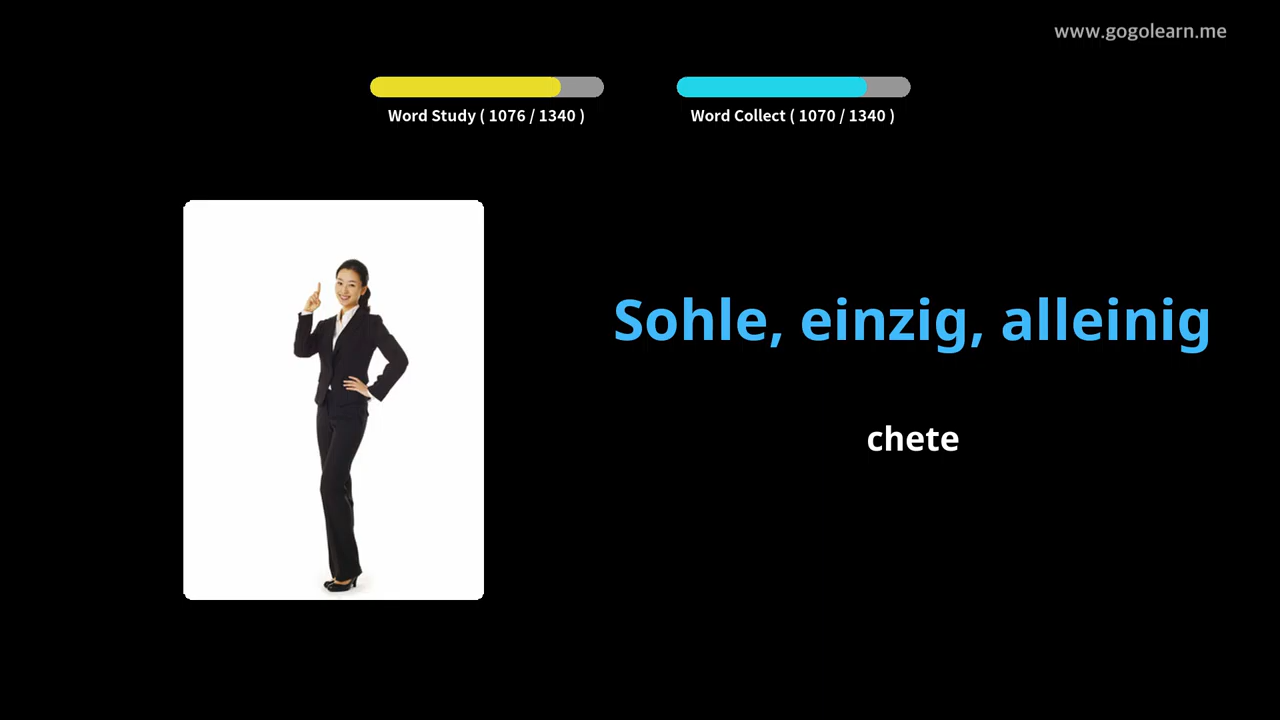 www.gogolearn.me
Word Study ( 1076 / 1340 )
Word Collect ( 1070 / 1340 )
Sohle, einzig, alleinig
chete